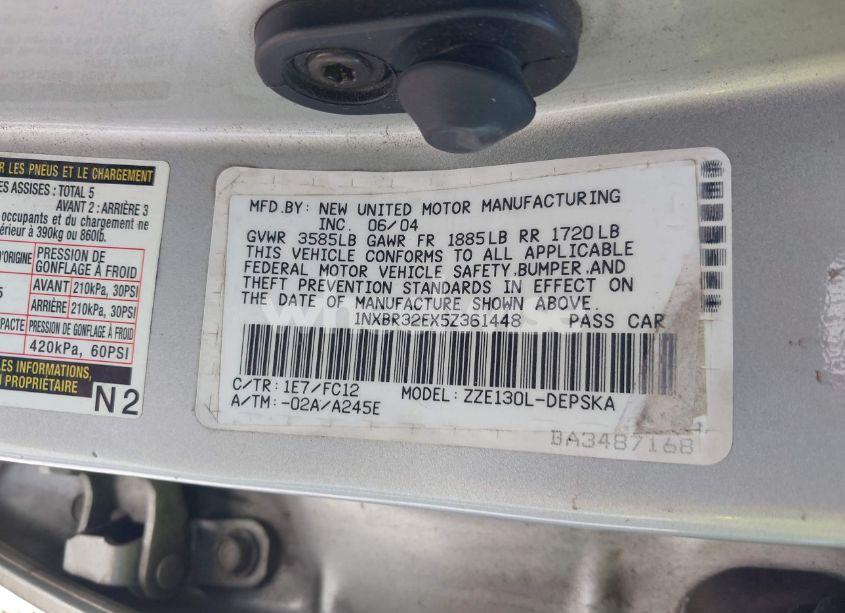 R LES PNEUS ET LE CHARGEMENT
ES ASSISES : TOTAL 5
AVANT 2 : ARRIÈRE 3
occupants et du chargement ne
érieur à 390kg ou 860lb.
D'ORIGINE
PRESSION DE
GONFLAGE À FROID
5
AVANT 210kPa, 30PSI
ARRIÈRE 210kPa, 30PSI
PACTE PRESSION DE GONFLAGE À FROID
420kPa, 60PSI
LES INFORMATIONS,
PROPRIÉTAIRE
N2
MFD.BY: NEW UNITED MOTOR MANUFACTURING
INC. 06/04
GVWR 3585LB GAWR FR 1885LB RR 1720LB
THIS VEHICLE CONFORMS TO ALL APPLICABLE
FEDERAL MOTOR VEHICLE SAFETY,BUMPER,AND
THEFT PREVENTION STANDARDS IN EFFECT ON
THE DATE OF MANUFACTURE SHOWN ABOVE.
1NXBR32EX5Z361448 PASS CAR
C/TR: 1E7/FC12 MODEL: ZZE130L-DEPSKA
A/TM:-02A/A245E
BA3487168